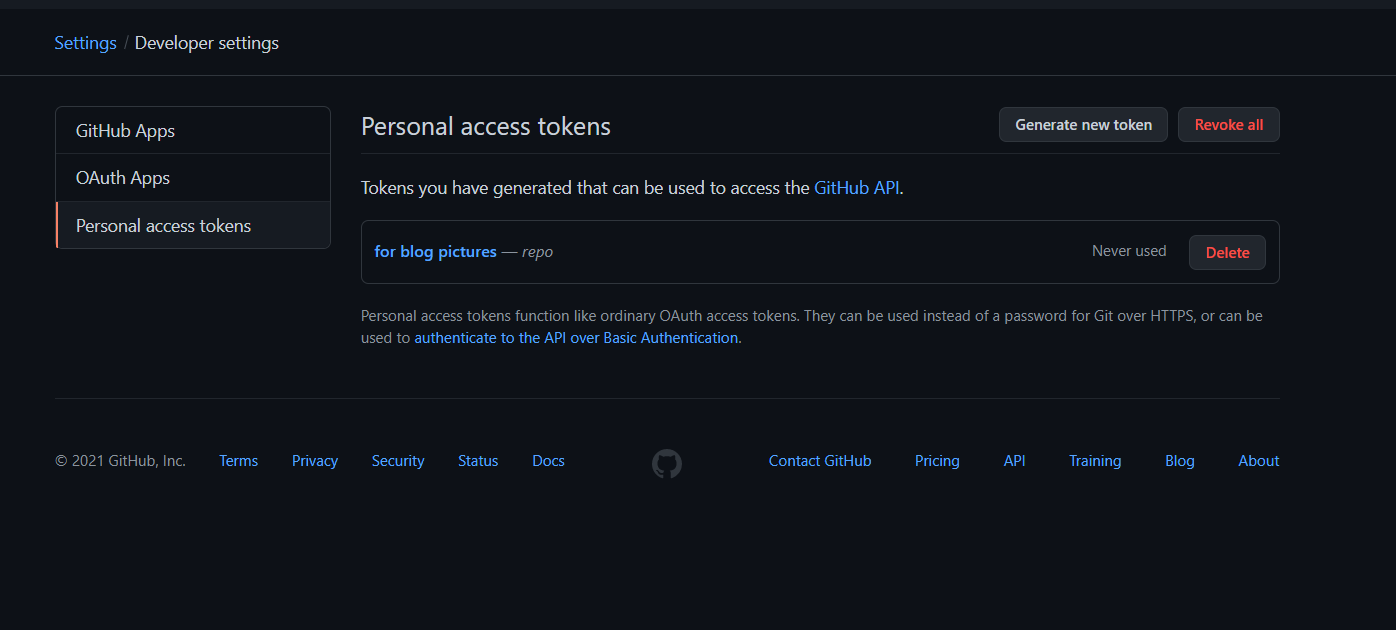 Settings / Developer settings
GitHub Apps
OAuth Apps
Personal access tokens
Personal access tokens
Generate new token
Revoke all
Tokens you have generated that can be used to access the GitHub API.
for blog pictures — repo
Never used
Delete
Personal access tokens function like ordinary OAuth access tokens. They can be used instead of a password for Git over HTTPS, or can be
used to authenticate to the API over Basic Authentication.
© 2021 GitHub, Inc. Terms Privacy Security Status Docs Contact GitHub Pricing API Training Blog About